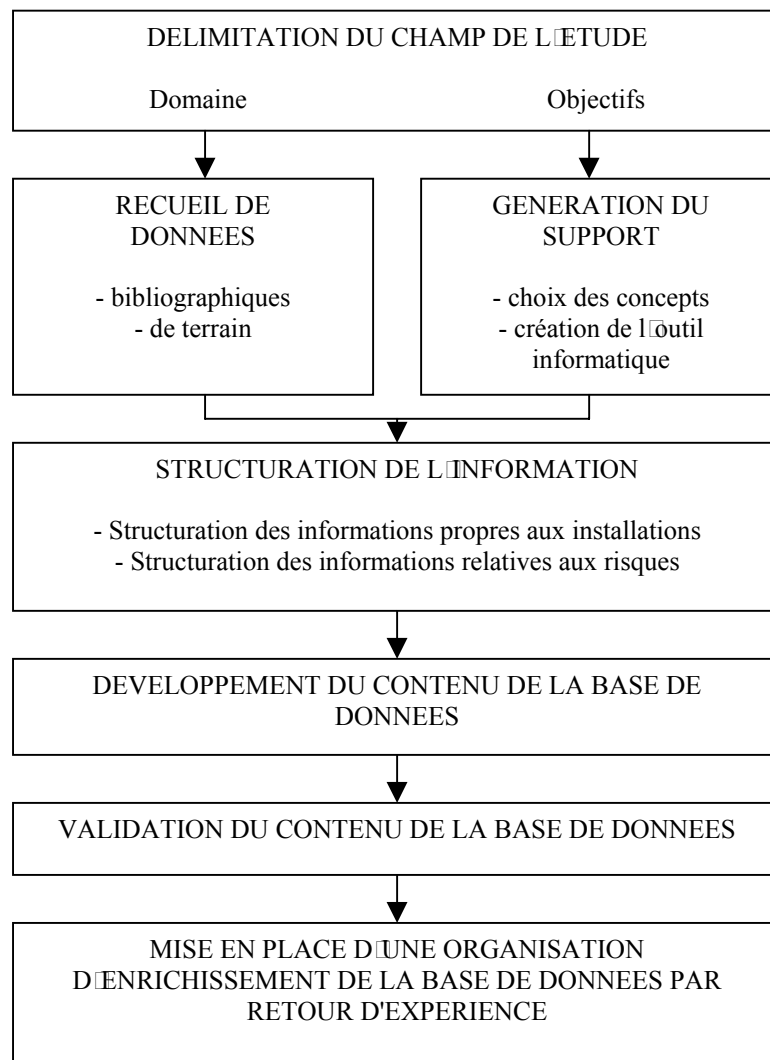 DELIMITATION DU CHAMP DE L□ETUDE
Domaine
Objectifs
RECUEIL DE
DONNEES
- bibliographiques
- de terrain
GENERATION DU
SUPPORT
- choix des concepts
- création de l□outil
informatique
STRUCTURATION DE L□INFORMATION
- Structuration des informations propres aux installations
- Structuration des informations relatives aux risques
DEVELOPPEMENT DU CONTENU DE LA BASE DE
DONNEES
VALIDATION DU CONTENU DE LA BASE DE DONNEES
MISE EN PLACE D□UNE ORGANISATION
D□ENRICHISSEMENT DE LA BASE DE DONNEES PAR
RETOUR D'EXPERIENCE